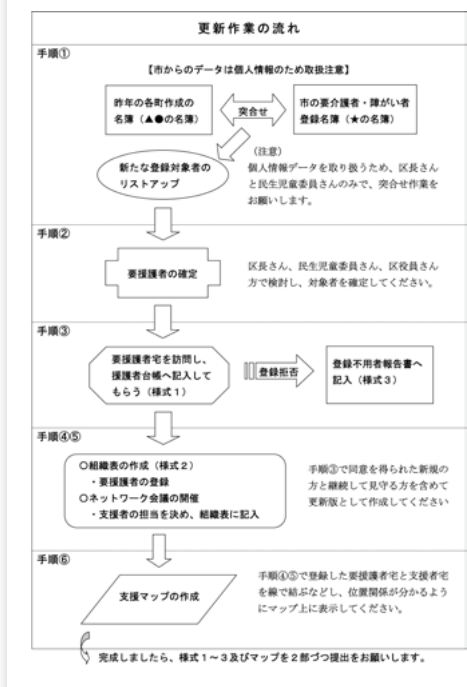 更新作業の流れ
手順①
【市からのデータは個人情報のため取扱注意】
昨年の各町作成の
名簿（▲●の名簿）
突合せ
市の要介護者・障がい者
登録名簿（★の名簿）
新たな登録対象者の
リストアップ
（注意）
個人情報データを取り扱うため、区長さん
と民生児童委員さんのみで、突合せ作業を
お願いします。
手順②
要援護者の確定
区長さん、民生児童委員さん、区役員さん
方で検討し、対象者を確定してください。
手順③
要援護者宅を訪問し、
援護者台帳へ記入して
もらう（様式１）
登録拒否
登録不用者報告書へ
記入（様式３）
手順④⑤
○組織表の作成（様式２）
・要援護者の登録
○ネットワーク会議の開催
・支援者の担当を決め、組織表に記入
手順③で同意を得られた新規の
方と継続して見守る方を含めて
更新版として作成してください
手順⑥
支援マップの作成
手順④⑤で登録した要援護者宅と支援者宅
を線で結ぶなどし、位置関係が分かるよう
にマップ上に表示してください。
完成しましたら、様式１～３及びマップを２部づつ提出をお願いします。